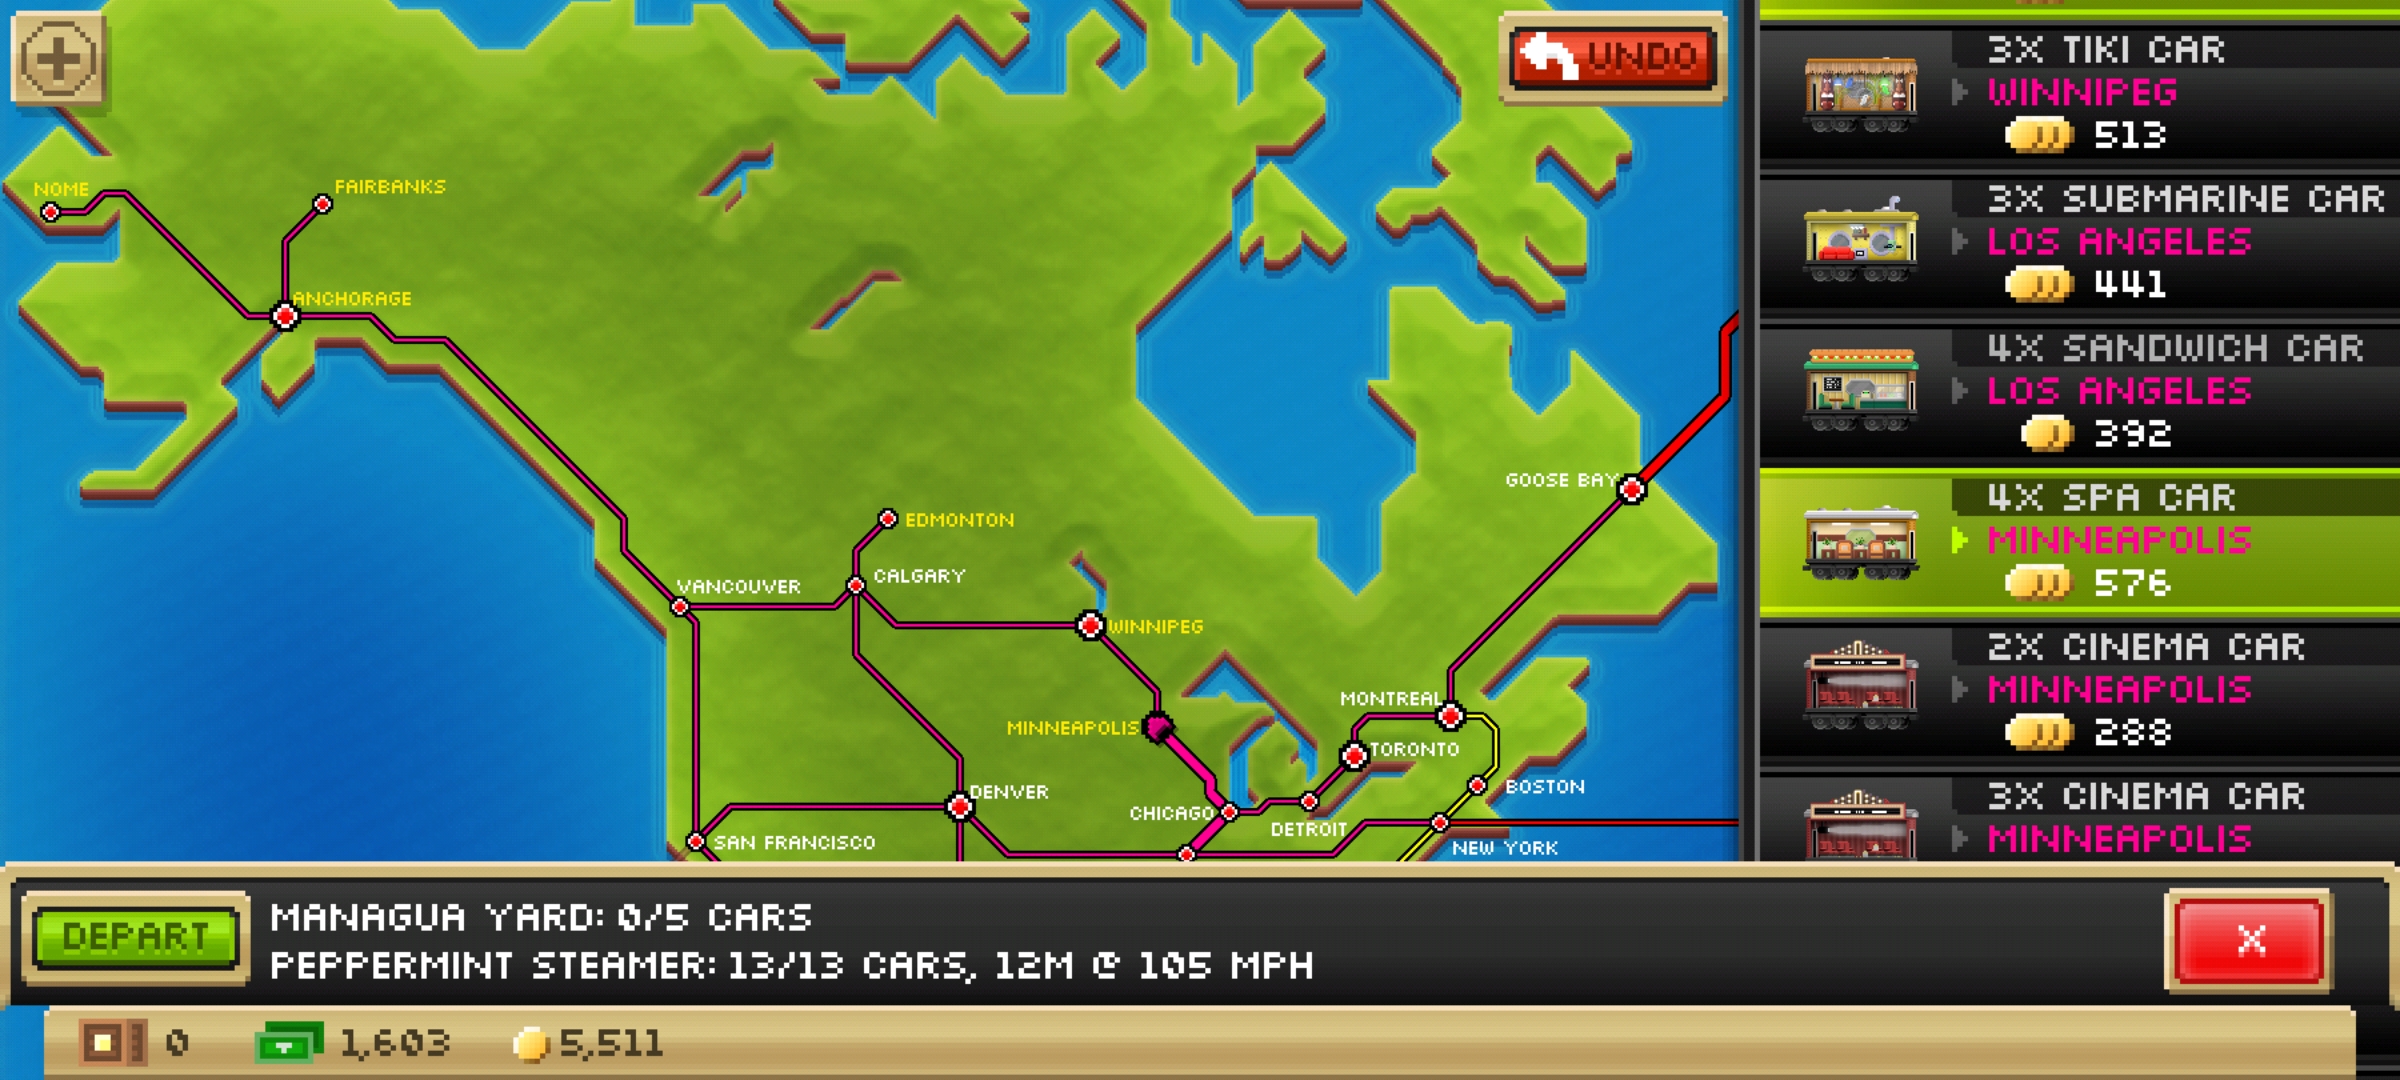 UNDO
NOME
FAIRBANKS
ANCHORAGE
GOOSE BAY
EDMONTON
CALGARY
VANCOUVER
WINNIPEG
MONTREAL
MINNEAPOLIS
TORONTO
DENVER
BOSTON
CHICAGO
DETROIT
SAN FRANCISCO
NEW YORK
3X TIKI CAR
WINNIPEG
513
3X SUBMARINE CAR
LOS ANGELES
441
4X SANDWICH CAR
LOS ANGELES
392
4X SPA CAR
MINNEAPOLIS
576
2X CINEMA CAR
MINNEAPOLIS
288
3X CINEMA CAR
MINNEAPOLIS
DEPART
MANAGUA YARD: 0/5 CARS
PEPPERMINT STEAMER: 13/13 CARS, 12M @ 105 MPH
X
0
1,603
5,511